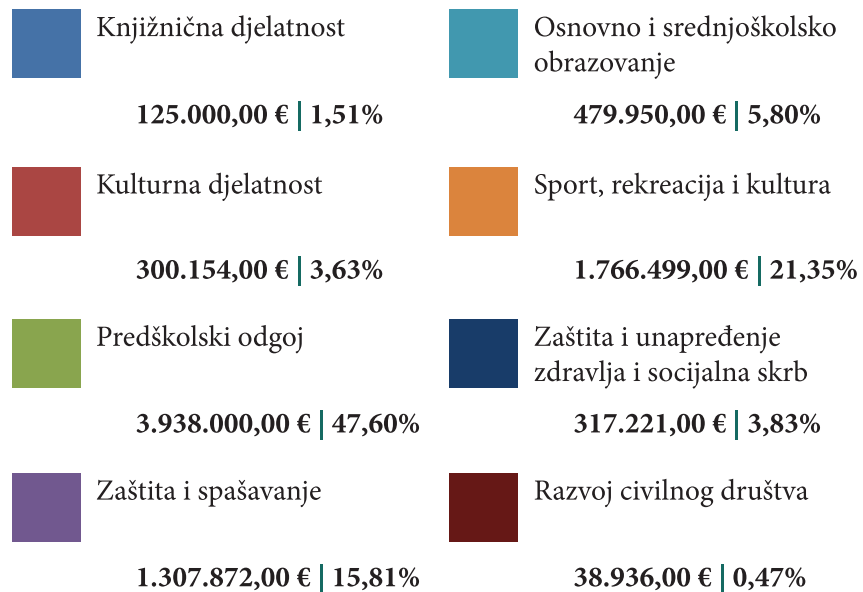 Knjižnična djelatnost
125.000,00 € | 1,51%
Kulturna djelatnost
300.154,00 € | 3,63%
Predškolski odgoj
3.938.000,00 € | 47,60%
Zaštita i spašavanje
1.307.872,00 € | 15,81%
Osnovno i srednjoškolsko
obrazovanje
479.950,00 € | 5,80%
Sport, rekreacija i kultura
1.766.499,00 € | 21,35%
Zaštita i unapređenje
zdravlja i socijalna skrb
317.221,00 € | 3,83%
Razvoj civilnog društva
38.936,00 € | 0,47%